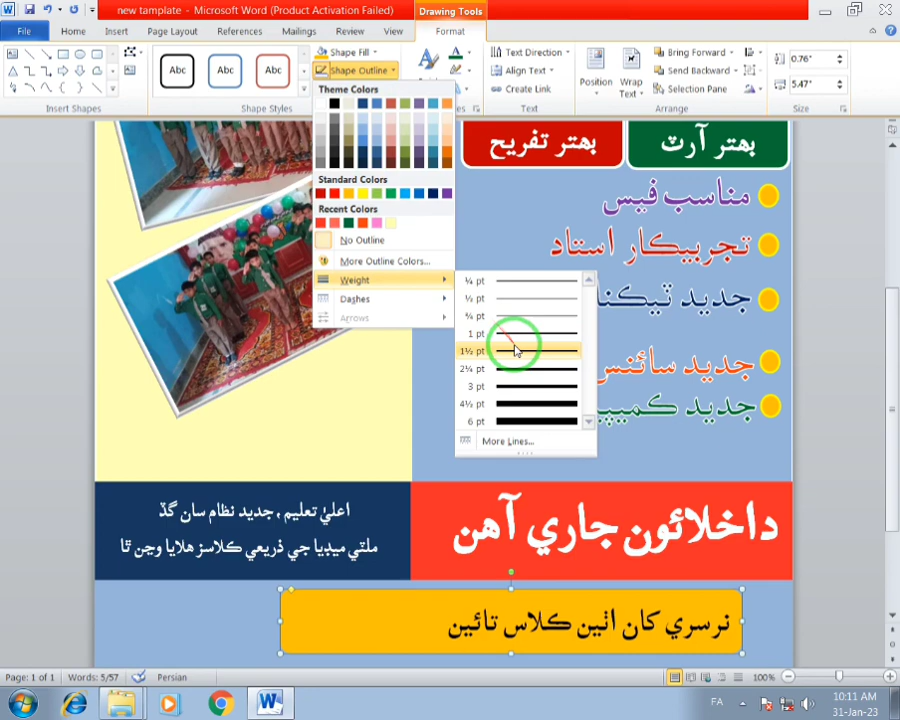 new tamplate - Microsoft Word (Product Activation Failed)
Drawing Tools
File Home Insert Page Layout References Mailings Review View Format
Shape Fill
Shape Outline
Abc Abc Abc
Text Direction
Align Text
Create Link
Position
Wrap Text
Bring Forward
Send Backward
Selection Pane
0.76"
5.47"
Insert Shapes Shape Styles Text Arrange Size
Theme Colors
Standard Colors
Recent Colors
No Outline
More Outline Colors...
Weight
Dashes
Arrows
¼ pt
½ pt
¾ pt
1 pt
1½ pt
2¼ pt
3 pt
4½ pt
6 pt
More Lines...
بهتر آرٽ
بهتر تفريح
مناسب فيس
تجربيڪار استاد
جديد ٽيڪنا
جديد سائنس
جديد ڪمپي
داخلائون جاري آهن
اعليٰ تعليم ، جديد نظام سان گڏ
ملٽي ميڊيا جي ذريعي ڪلاسز هلايا وڃن ٿا
نرسري کان اٺين ڪلاس تائين
Page: 1 of 1 Words: 5/57 Persian 100%
FA
10:11 AM
31-Jan-23